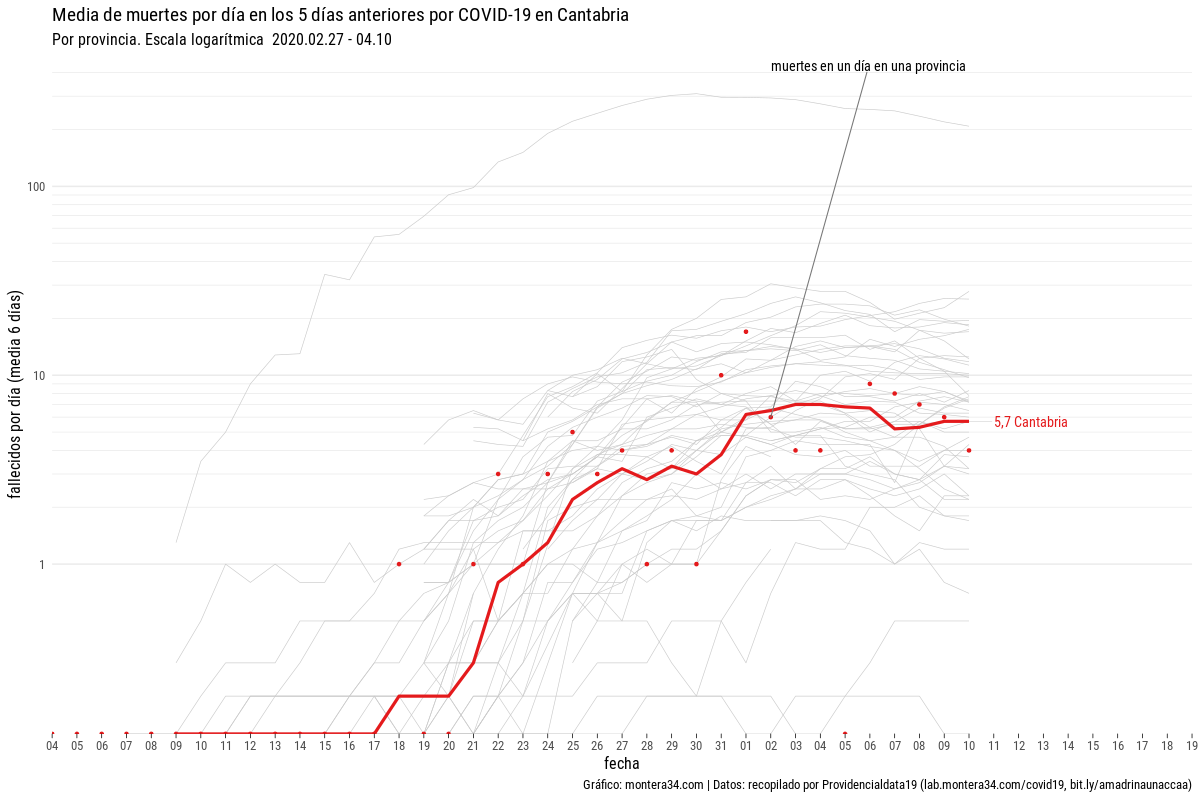 Media de muertes por día en los 5 días anteriores por COVID-19 en Cantabria
Por provincia. Escala logarítmica 2020.02.27 - 04.10
muertes en un día en una provincia
fallecidos por día (media 6 días)
100
10
1
5,7 Cantabria
04 05 06 07 08 09 10 11 12 13 14 15 16 17 18 19 20 21 22 23 24 25 26 27 28 29 30 31 01 02 03 04 05 06 07 08 09 10 11 12 13 14 15 16 17 18 19
fecha
Gráfico: montera34.com | Datos: recopilado por Providencialdata19 (lab.montera34.com/covid19, bit.ly/amadrinaunaccaa)